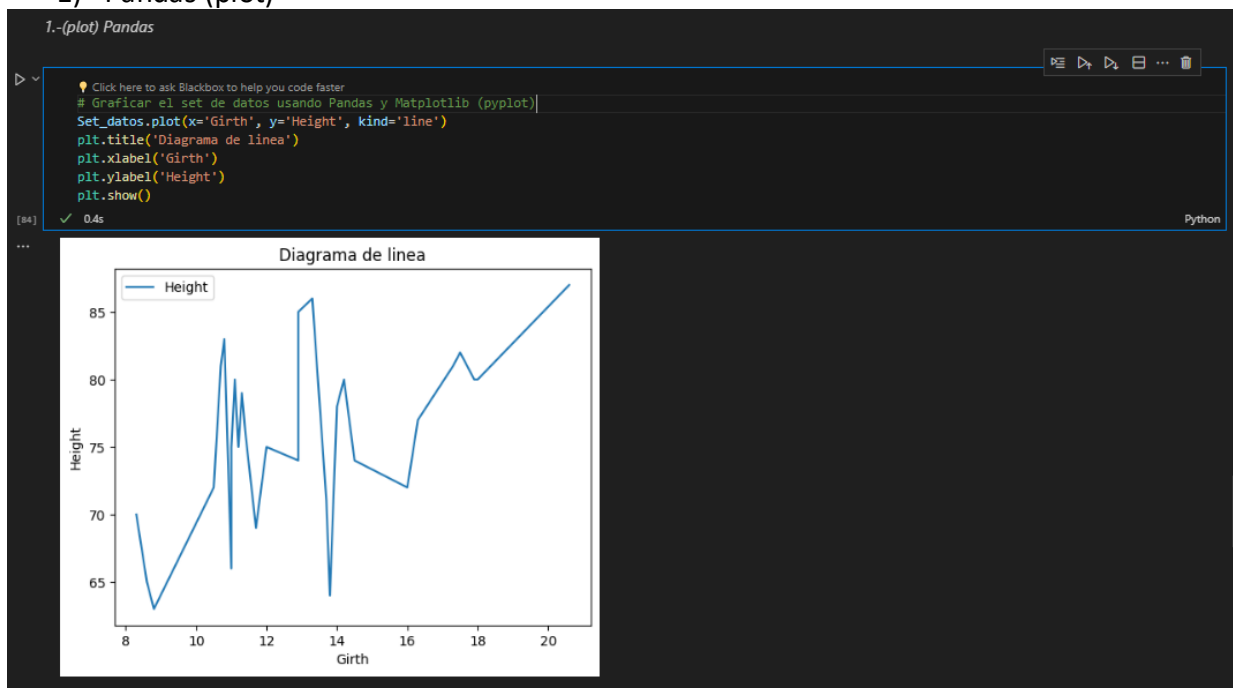 1.-(plot) Pandas
Click here to ask Blackbox to help you code faster
# Graficar el set de datos usando Pandas y Matplotlib (pyplot)
Set_datos.plot(x='Girth', y='Height', kind='line')
plt.title('Diagrama de linea')
plt.xlabel('Girth')
plt.ylabel('Height')
plt.show()
[84]
0.4s
Python
...
Diagrama de linea
Height
85
80
75
70
65
Height
8 10 12 14 16 18 20
Girth